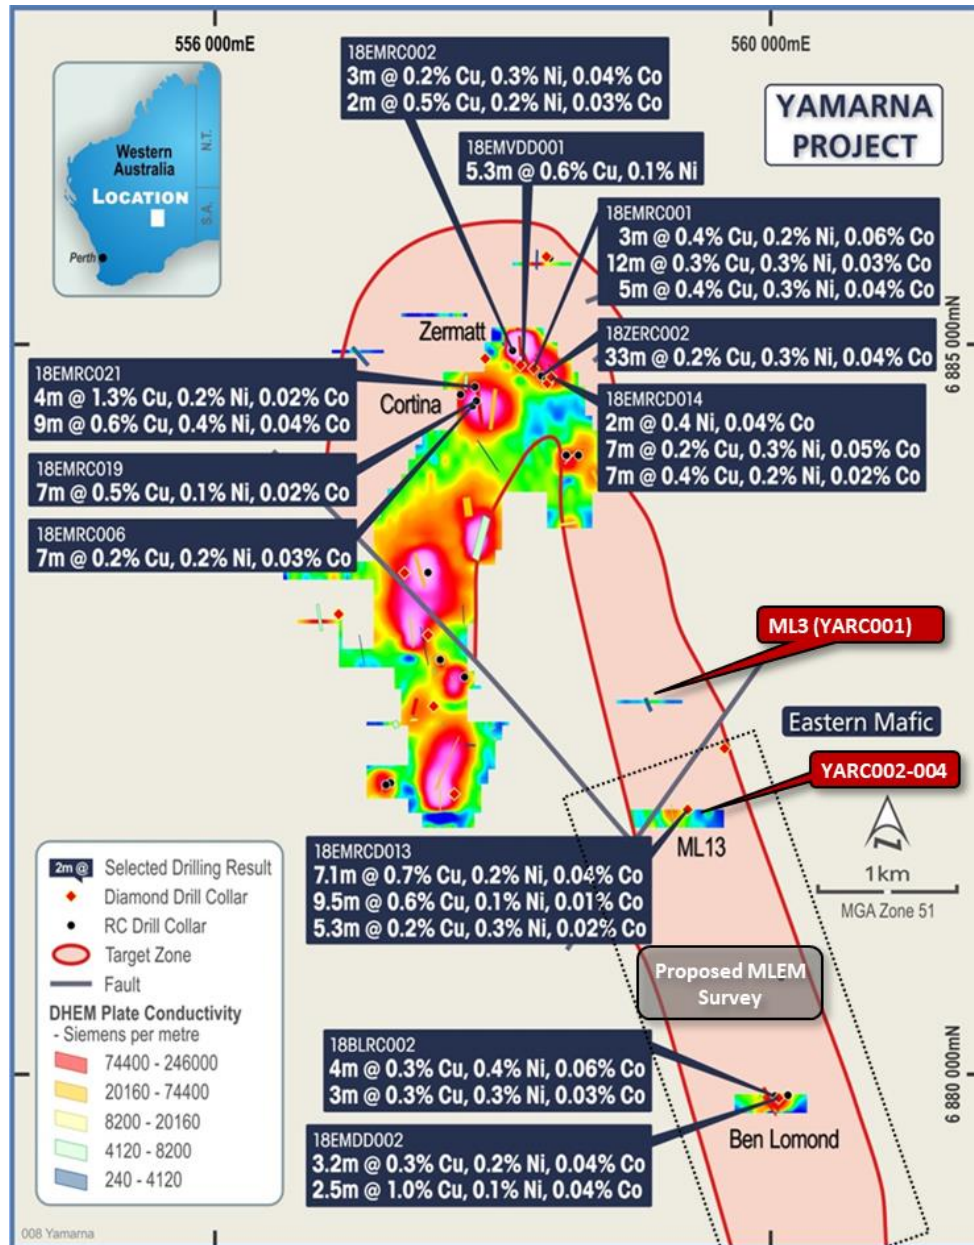 556 000mE
560 000mE
YAMARNA
PROJECT
Western
Australia
LOCATION
N.T.
S.A.
Perth
18EMRC002
3m @ 0.2% Cu, 0.3% Ni, 0.04% Co
2m @ 0.5% Cu, 0.2% Ni, 0.03% Co
18EMVDD001
5.3m @ 0.6% Cu, 0.1% Ni
18EMRC001
3m @ 0.4% Cu, 0.2% Ni, 0.06% Co
12m @ 0.3% Cu, 0.3% Ni, 0.03% Co
5m @ 0.4% Cu, 0.3% Ni, 0.04% Co
Zermatt
18ZERC002
33m @ 0.2% Cu, 0.3% Ni, 0.04% Co
6 885 000mN
18EMRC021
4m @ 1.3% Cu, 0.2% Ni, 0.02% Co
9m @ 0.6% Cu, 0.4% Ni, 0.04% Co
Cortina
18EMRCD014
2m @ 0.4 Ni, 0.04% Co
7m @ 0.2% Cu, 0.3% Ni, 0.05% Co
7m @ 0.4% Cu, 0.2% Ni, 0.02% Co
18EMRC019
7m @ 0.5% Cu, 0.1% Ni, 0.02% Co
18EMRC006
7m @ 0.2% Cu, 0.2% Ni, 0.03% Co
ML3 (YARC001)
Eastern Mafic
YARC002-004
ML13
N
1km
MGA Zone 51
18EMRCD013
7.1m @ 0.7% Cu, 0.2% Ni, 0.04% Co
9.5m @ 0.6% Cu, 0.1% Ni, 0.01% Co
5.3m @ 0.2% Cu, 0.3% Ni, 0.02% Co
Proposed MLEM
Survey
2m @ Selected Drilling Result
Diamond Drill Collar
RC Drill Collar
Target Zone
Fault
DHEM Plate Conductivity
- Siemens per metre
74400 - 246000
20160 - 74400
8200 - 20160
4120 - 8200
240 - 4120
18BLRC002
4m @ 0.3% Cu, 0.4% Ni, 0.06% Co
3m @ 0.3% Cu, 0.3% Ni, 0.03% Co
6 880 000mN
18EMDD002
3.2m @ 0.3% Cu, 0.2% Ni, 0.04% Co
2.5m @ 1.0% Cu, 0.1% Ni, 0.04% Co
Ben Lomond
008 Yamarna